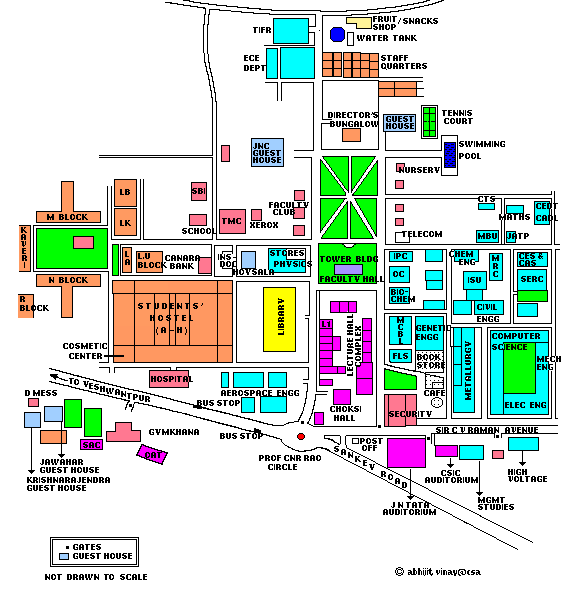 TIFR
FRUIT/SNACKS
SHOP
WATER TANK
ECE
DEPT
STAFF
QUARTERS
DIRECTOR'S
BUNGALOW
GUEST
HOUSE
TENNIS
COURT
JNC
GUEST
HOUSE
SWIMMING
POOL
NURSERY
LB
SBI
M BLOCK
LK
TMC
FACULTY
CLUB
XEROX
SCHOOL
CTS
MATHS
CEDT
CADL
TELECOM
MBU
JATP
KAVERI
LA
L.U
BLOCK
CANARA
BANK
INS-
DOC
HOYSALA
STORES
PHYSICS
TOWER BLDG
FACULTY HALL
IPC
OC
BIO-
CHEM
CHEM
ENG
ISU
MRC
CES &
CAS
SERC
N BLOCK
R
BLOCK
STUDENTS'
HOSTEL
(A-H)
LIBRARY
LT
LECTURE HALL
COMPLEX
CIVIL
ENGG
MCBL
GENETIC
ENGG
COSMETIC
CENTER
FLS
BOOK
STORE
METALLURGY
COMPUTER
SCIENCE
MECH
ENG
HOSPITAL
AEROSPACE ENGG
CAFE
ELEC ENG
TO YESHWANTPUR
D MESS
BUS STOP
CHOKSI
HALL
SECURITY
SIR C V RAMAN AVENUE
GYMKHANA
SAC
CAT
BUS STOP
POST
OFF
JAWAHAR
GUEST HOUSE
KRISHNARAJENDRA
GUEST HOUSE
PROF CNR RAO
CIRCLE
SANKEY ROAD
CSIC
AUDITORIUM
HIGH
VOLTAGE
J N TATA
AUDITORIUM
MGMT
STUDIES
GATES
GUEST HOUSE
NOT DRAWN TO SCALE
© abhijit, vinay@csa